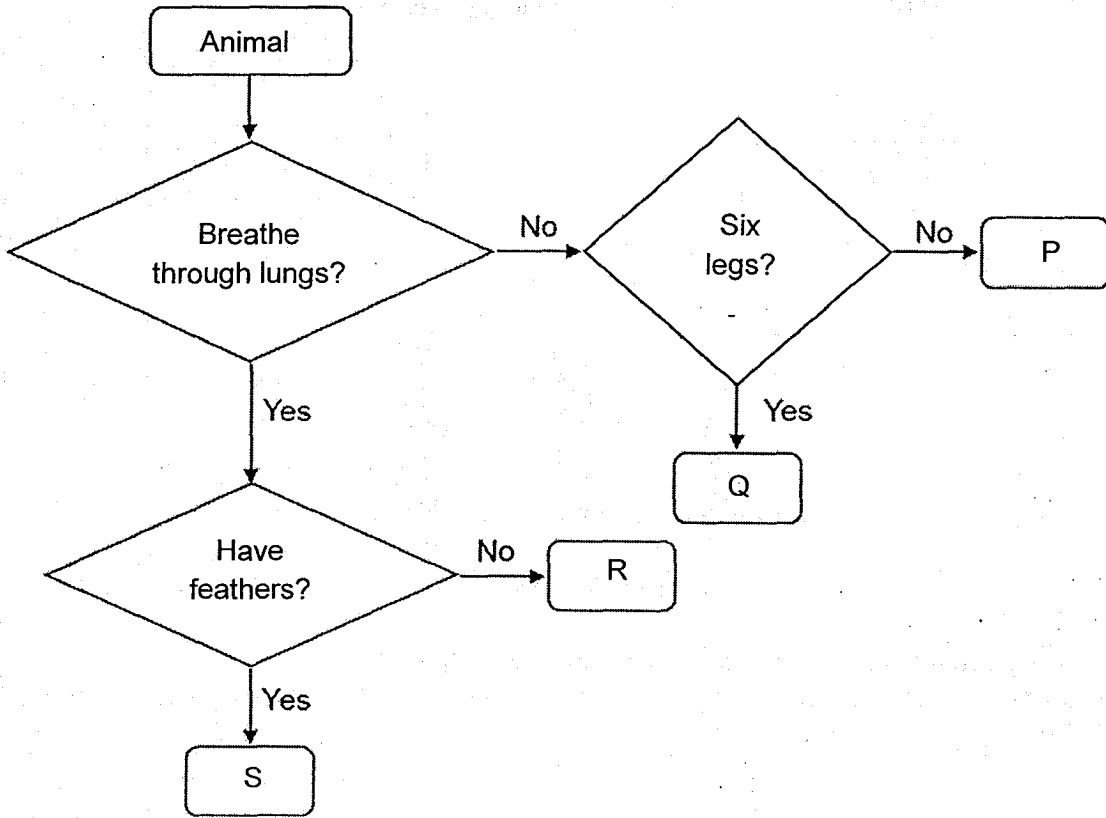 Animal
Breathe
through lungs?
No
Six
legs?
No
P
Yes
Yes
Q
Have
feathers?
No
R
Yes
S